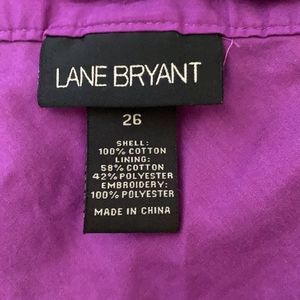 LANE BRYANT
26
SHELL:
100% COTTON
LINING:
58% COTTON
42% POLYESTER
EMBROIDERY:
100% POLYESTER
MADE IN CHINA